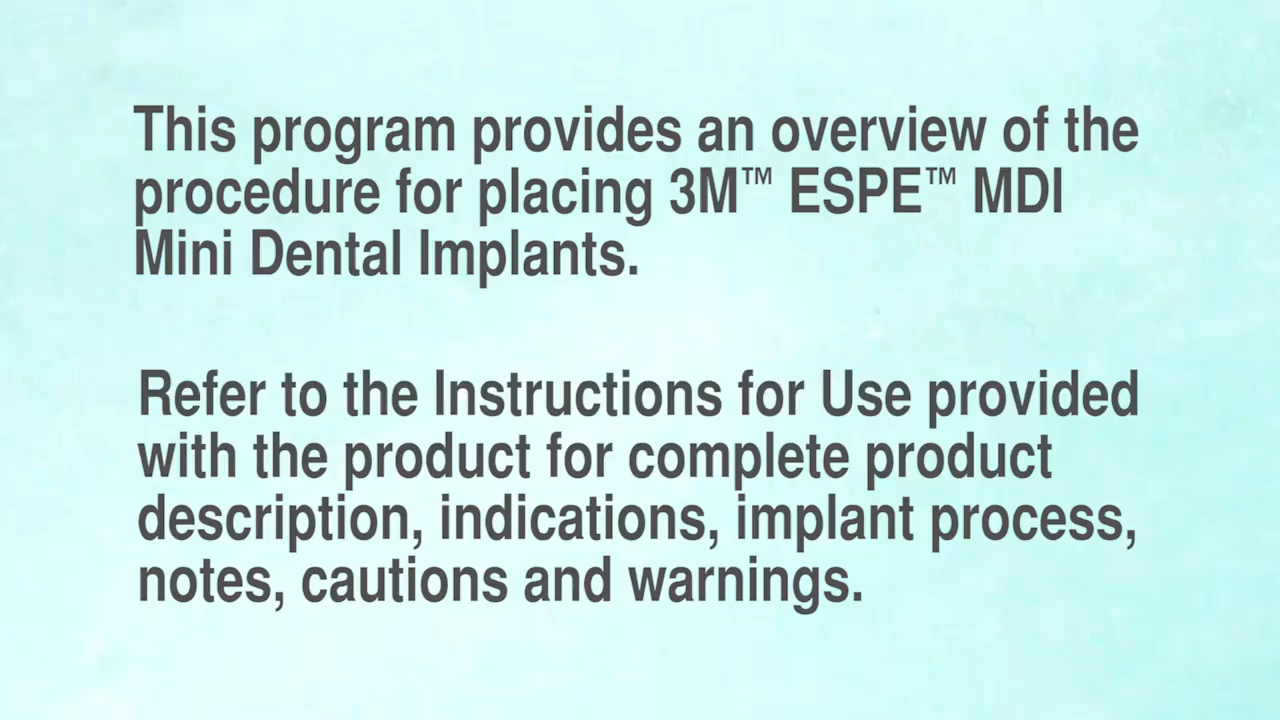 This program provides an overview of the
procedure for placing 3M™ ESPE™ MDI
Mini Dental Implants.
Refer to the Instructions for Use provided
with the product for complete product
description, indications, implant process,
notes, cautions and warnings.